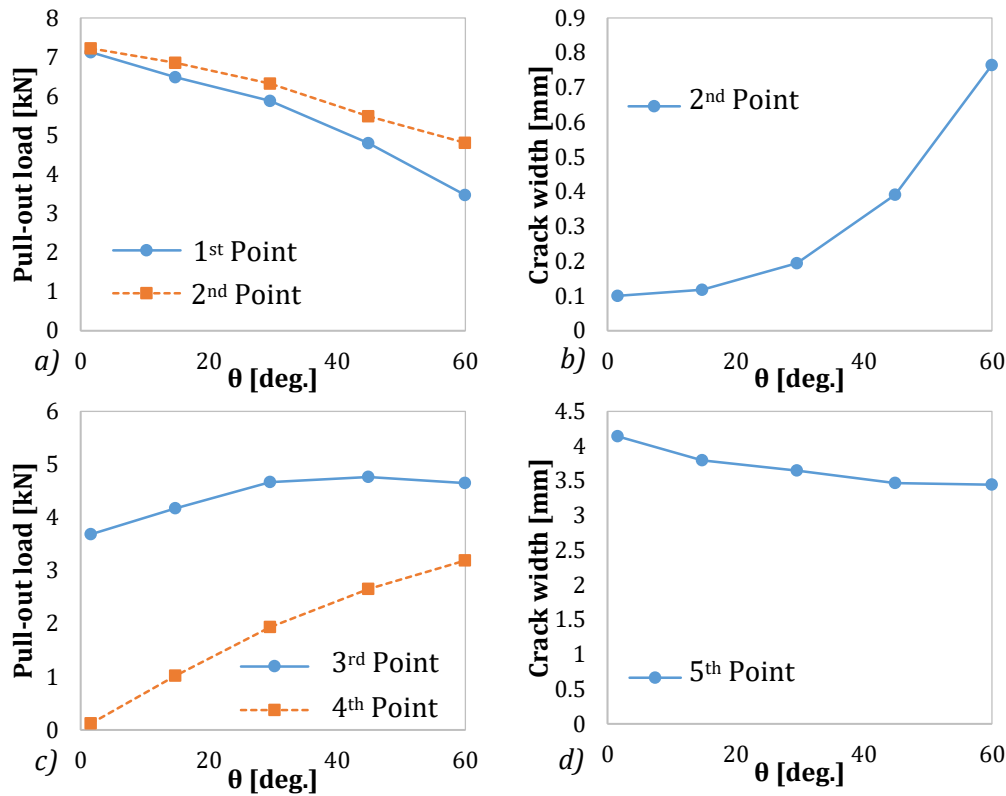 Pull-out load [kN]
8
7
6
5
4
3
2
1
0
1st Point
2nd Point
0 20 40 60
θ [deg.]
a)
Crack width [mm]
0.9
0.8
0.7
0.6
0.5
0.4
0.3
0.2
0.1
0
2nd Point
0 20 40 60
θ [deg.]
b)
Pull-out load [kN]
6
5
4
3
2
1
0
3rd Point
4th Point
0 20 40 60
θ [deg.]
c)
Crack width [mm]
4.5
4
3.5
3
2.5
2
1.5
1
0.5
0
5th Point
0 20 40 60
θ [deg.]
d)